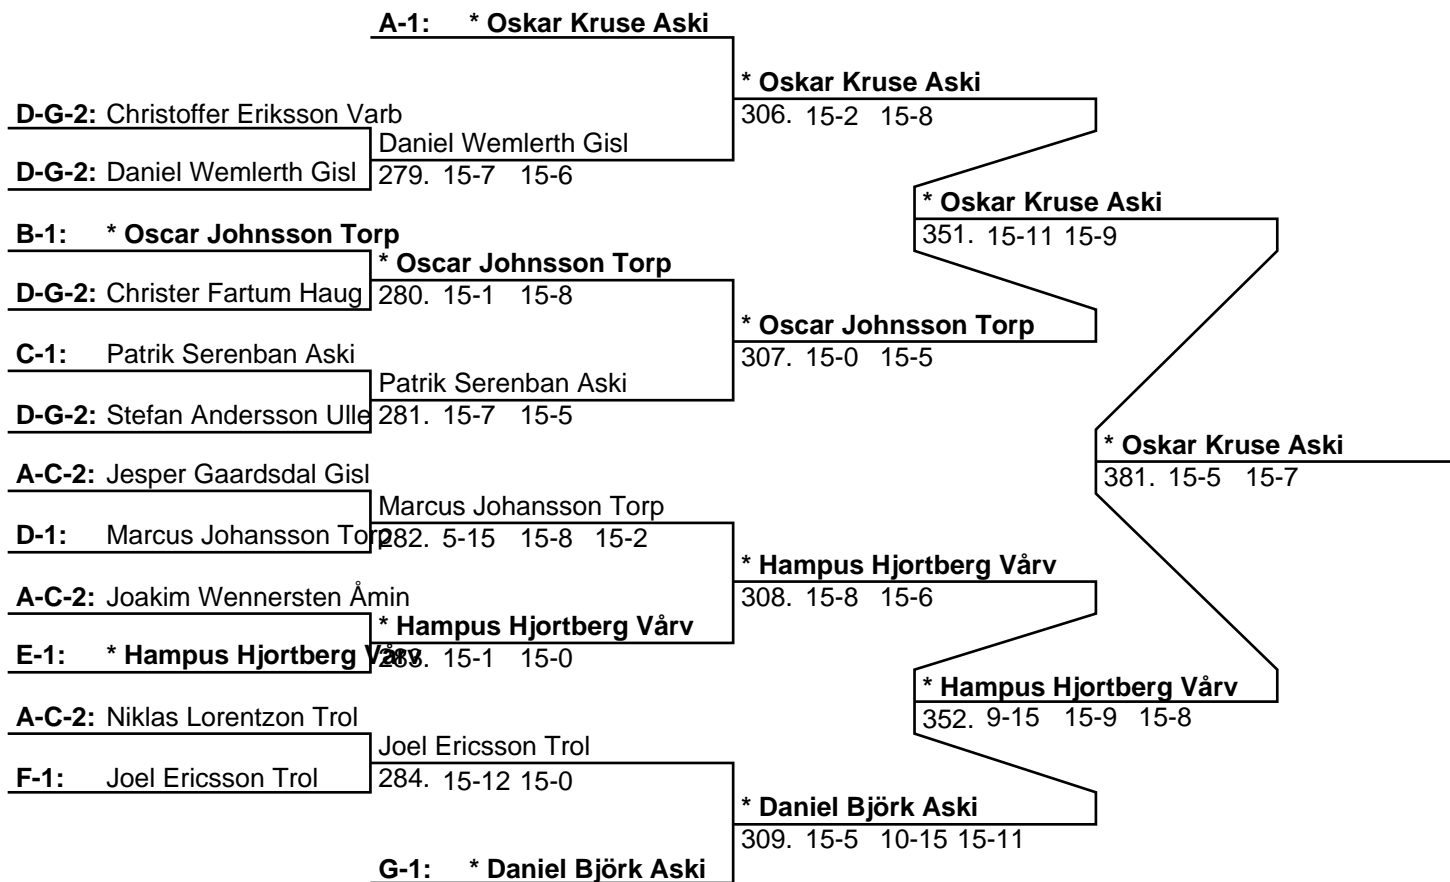 A-1: * Oskar Kruse Aski
* Oskar Kruse Aski
306. 15-2 15-8
D-G-2: Christoffer Eriksson Varb
Daniel Wemlerth Gisl
279. 15-7 15-6
D-G-2: Daniel Wemlerth Gisl
* Oskar Kruse Aski
351. 15-11 15-9
B-1: * Oscar Johnsson Torp
* Oscar Johnsson Torp
280. 15-1 15-8
D-G-2: Christer Fartum Haug
* Oscar Johnsson Torp
307. 15-0 15-5
C-1: Patrik Serenban Aski
Patrik Serenban Aski
281. 15-7 15-5
D-G-2: Stefan Andersson Ulle
* Oskar Kruse Aski
381. 15-5 15-7
A-C-2: Jesper Gaardsdal Gisl
Marcus Johansson Torp
282. 5-15 15-8 15-2
D-1: Marcus Johansson Torp
* Hampus Hjortberg Vårv
308. 15-8 15-6
A-C-2: Joakim Wennersten Åmin
* Hampus Hjortberg Vårv
283. 15-1 15-0
E-1: * Hampus Hjortberg Vårv
* Hampus Hjortberg Vårv
352. 9-15 15-9 15-8
A-C-2: Niklas Lorentzon Trol
Joel Ericsson Trol
284. 15-12 15-0
F-1: Joel Ericsson Trol
* Daniel Björk Aski
309. 15-5 10-15 15-11
G-1: * Daniel Björk Aski